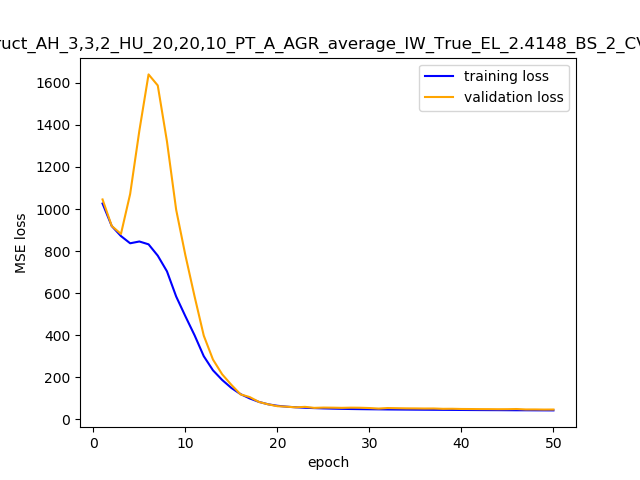 ruct_AH_3,3,2_HU_20,20,10_PT_A_AGR_average_IW_True_EL_2.4148_BS_2_CV
training loss
validation loss
1600
1400
1200
1000
800
600
400
200
0
MSE loss
0 10 20 30 40 50
epoch